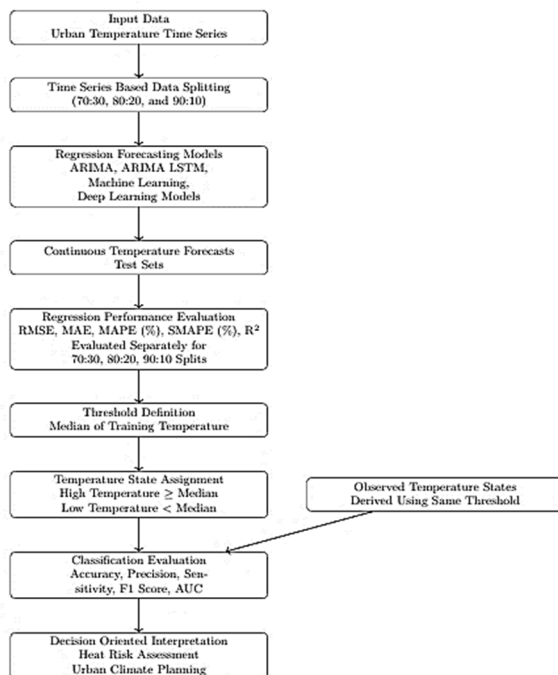 Input Data
Urban Temperature Time Series
Time Series Based Data Splitting
(70:30, 80:20, and 90:10)
Regression Forecasting Models
ARIMA, ARIMA LSTM,
Machine Learning,
Deep Learning Models
Continuous Temperature Forecasts
Test Sets
Regression Performance Evaluation
RMSE, MAE, MAPE (%), SMAPE (%), R²
Evaluated Separately for
70:30, 80:20, 90:10 Splits
Threshold Definition
Median of Training Temperature
Temperature State Assignment
High Temperature ≥ Median
Low Temperature < Median
Observed Temperature States
Derived Using Same Threshold
Classification Evaluation
Accuracy, Precision, Sen-
sitivity, F1 Score, AUC
Decision Oriented Interpretation
Heat Risk Assessment
Urban Climate Planning